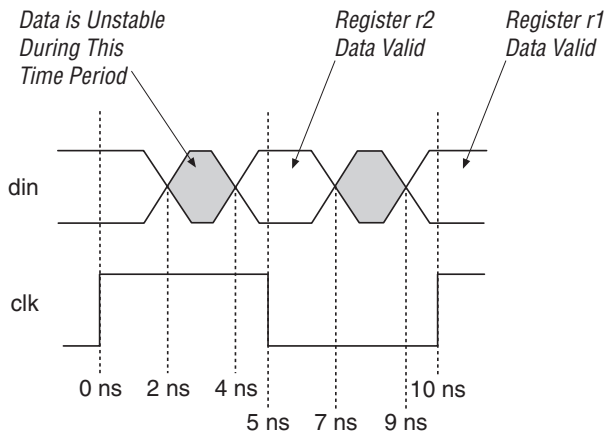 Data is Unstable
During This
Time Period
Register r2
Data Valid
Register r1
Data Valid
din
clk
0 ns
2 ns
4 ns
10 ns
5 ns
7 ns
9 ns